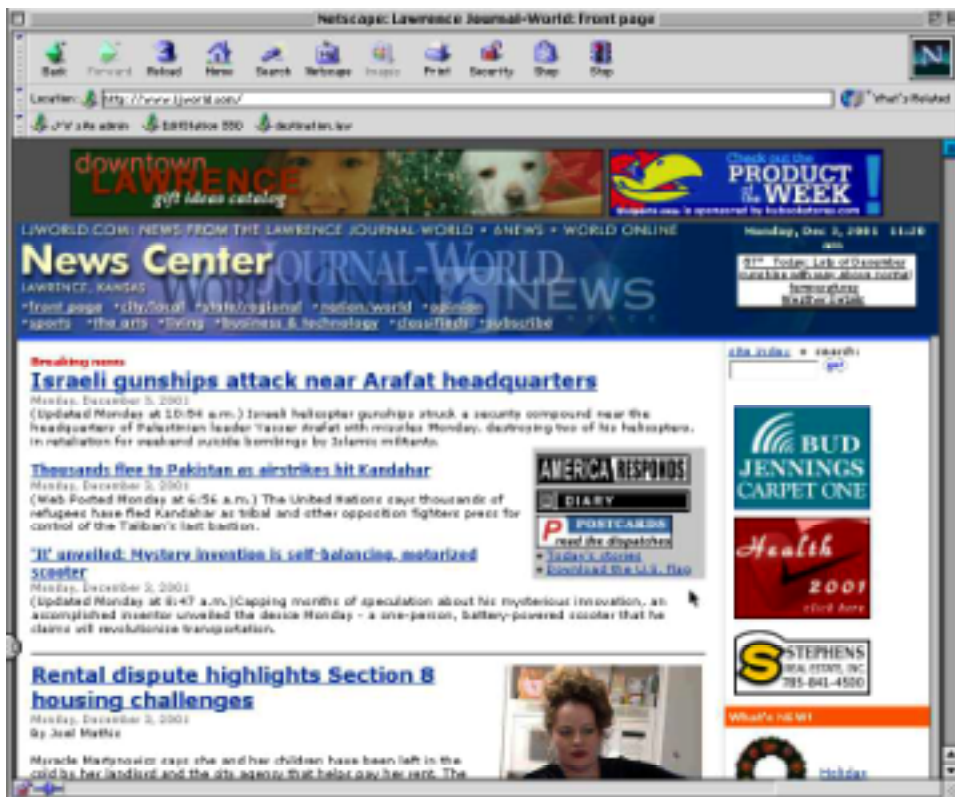 Netscape: Lawrence Journal-World: front page
Back Forward Reload Home Search Netscape Images Print Security Shop Stop
Location: http://www.ljworld.com/ What's Related
downtown
LAWRENCE
gift ideas catalog
Check out the
PRODUCT
of the WEEK!
LJWORLD.COM: NEWS FROM THE LAWRENCE JOURNAL-WORLD • 6NEWS • WORLD ONLINE
Monday, Dec 3, 2001 11:20
am
News Center
JOURNAL-WORLD
WORLD
6NEWS
LAWRENCE, KANSAS
•front page •city/local •state/regional •nation/world •opinion
•sports •the arts •living •business & technology •classifieds •subscribe
Weather Details
Breaking news
Israeli gunships attack near Arafat headquarters
Monday, December 3, 2001
(Updated Monday at 10:54 a.m.) Israeli helicopter gunships struck a security compound near the
headquarters of Palestinian leader Yasser Arafat with missiles Monday, destroying two of his helicopters,
in retaliation for weekend suicide bombings by Islamic militants.
Thousands flee to Pakistan as airstrikes hit Kandahar
Monday, December 3, 2001
(Web Posted Monday at 6:56 a.m.) The United Nations says thousands of
refugees have fled Kandahar as tribal and other opposition fighters press for
control of the Taliban's last bastion.
'It' unveiled: Mystery invention is self-balancing, motorized
scooter
Monday, December 3, 2001
(Updated Monday at 8:47 a.m.)Capping months of speculation about his mysterious innovation, an
accomplished inventor unveiled the device Monday - a one-person, battery-powered scooter that he
claims will revolutionize transportation.
AMERICA RESPONDS
DIARY
POSTCARDS
read the dispatches
• Today's stories
• Download the U.S. flag
Rental dispute highlights Section 8
housing challenges
Monday, December 3, 2001
By Joel Mathis
Myracle Martynovicz says she and her children have been left in the
cold by her landlord and the city agency that helps pay her rent. The
site index • search:
go!
BUD
JENNINGS
CARPET ONE
Health
2001
click here
STEPHENS
REAL ESTATE, INC.
785-841-4500
What's NEW!
Holiday